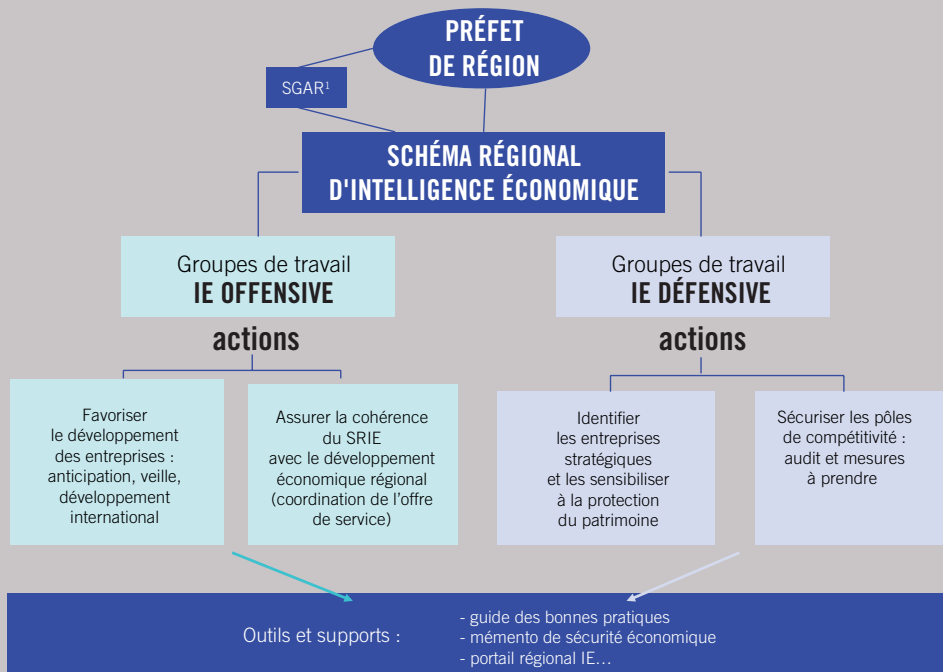 PRÉFET
DE RÉGION
SGAR¹
SCHÉMA RÉGIONAL
D'INTELLIGENCE ÉCONOMIQUE
Groupes de travail
IE OFFENSIVE
actions
Favoriser
le développement
des entreprises :
anticipation, veille,
développement
international
Assurer la cohérence
du SRIE
avec le développement
économique régional
(coordination de l'offre
de service)
Groupes de travail
IE DÉFENSIVE
actions
Identifier
les entreprises
stratégiques
et les sensibiliser
à la protection
du patrimoine
Sécuriser les pôles
de compétitivité :
audit et mesures
à prendre
Outils et supports :
- guide des bonnes pratiques
- mémento de sécurité économique
- portail régional IE…